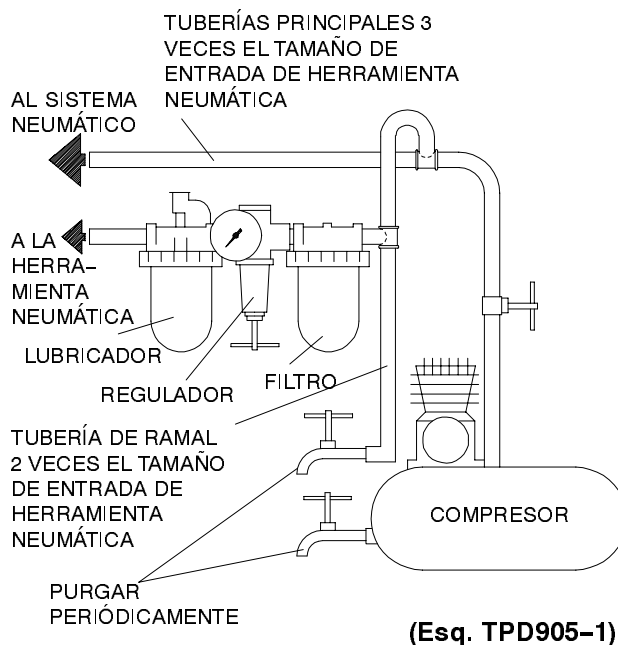 TUBERÍAS PRINCIPALES 3
VECES EL TAMAÑO DE
ENTRADA DE HERRAMIENTA
NEUMÁTICA
AL SISTEMA
NEUMÁTICO
A LA
HERRA–
MIENTA
NEUMÁTICA
LUBRICADOR
REGULADOR
FILTRO
TUBERÍA DE RAMAL
2 VECES EL TAMAÑO
DE ENTRADA DE
HERRAMIENTA
NEUMÁTICA
COMPRESOR
PURGAR
PERIÓDICAMENTE
(Esq. TPD905–1)